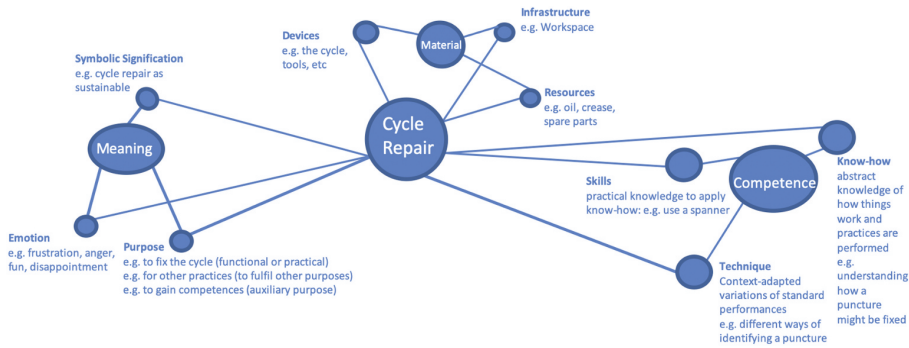 Infrastructure
e.g. Workspace
Devices
e.g. the cycle,
tools, etc
Material
Symbolic Signification
e.g. cycle repair as
sustainable
Resources
e.g. oil, crease,
spare parts
Cycle
Repair
Meaning
Skills
practical knowledge to apply
know-how: e.g. use a spanner
Competence
Know-how
abstract
knowledge of
how things
work and
practices are
performed
e.g.
understanding
how a
puncture
might be fixed
Emotion
e.g. frustration, anger,
fun, disappointment
Purpose
e.g. to fix the cycle (functional or practical)
e.g. for other practices (to fulfil other purposes)
e.g. to gain competences (auxiliary purpose)
Technique
Context-adapted
variations of standard
performances
e.g. different ways of
identifying a puncture